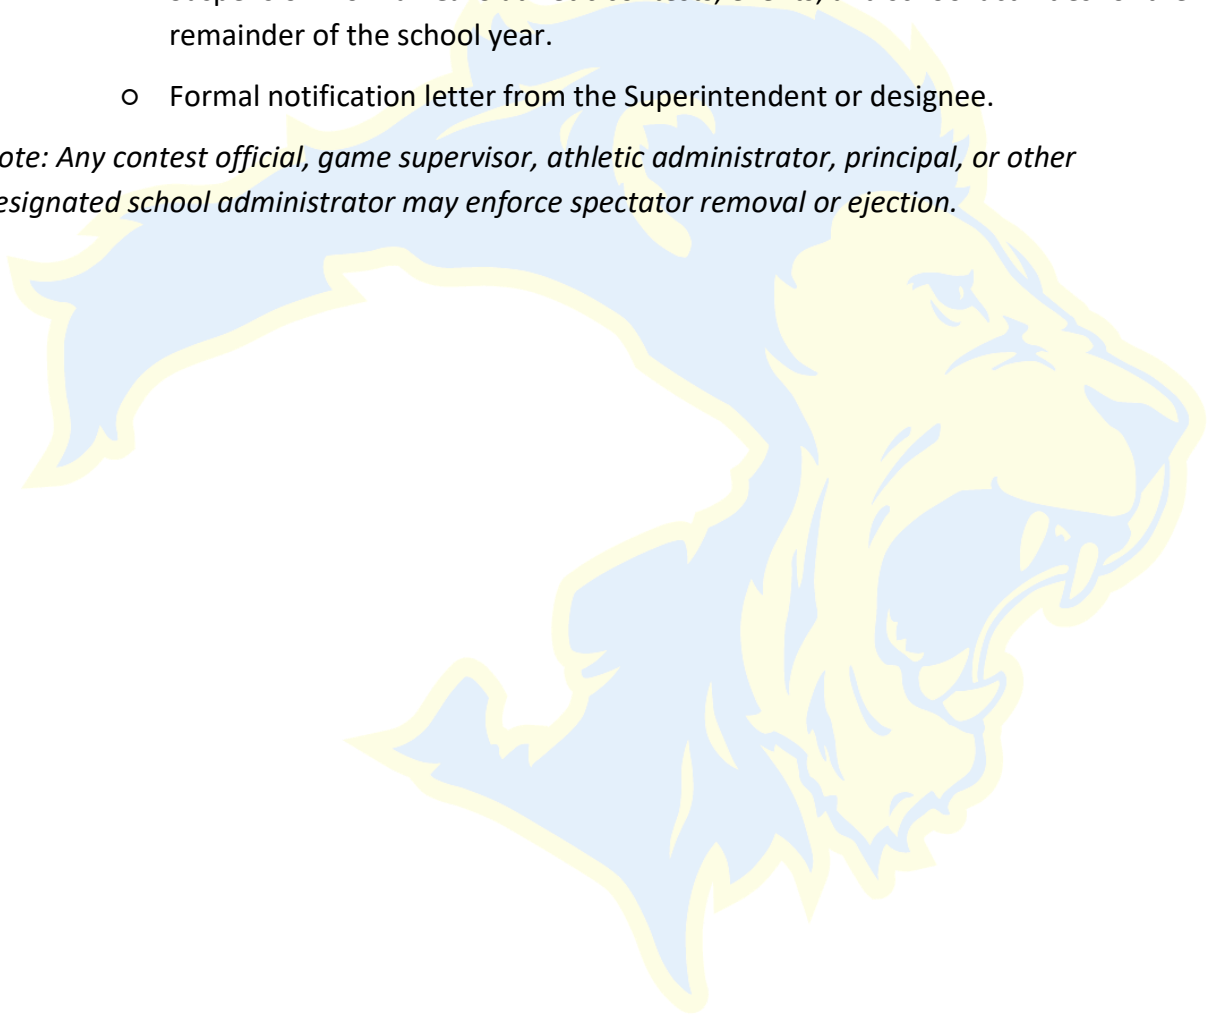 remainder of the school year.
○ Formal notification letter from the Superintendent or designee.
ote: Any contest official, game supervisor, athletic administrator, principal, or other
esignated school administrator may enforce spectator removal or ejection.